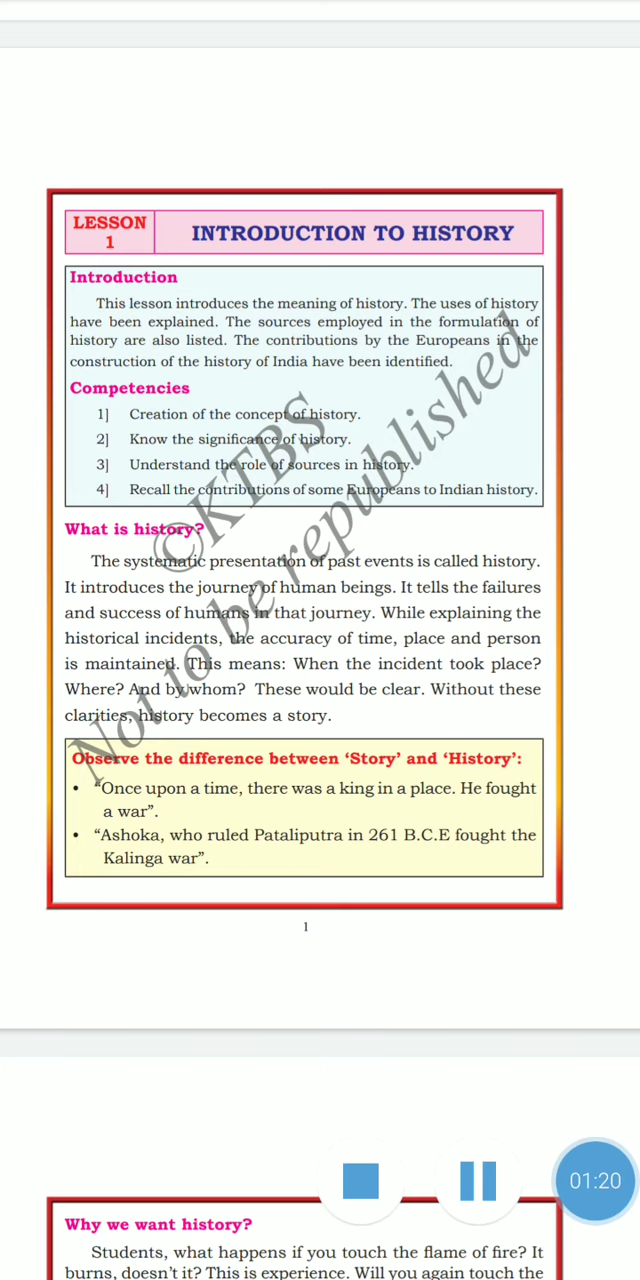 LESSON
1
INTRODUCTION TO HISTORY
Introduction
This lesson introduces the meaning of history. The uses of history
have been explained. The sources employed in the formulation of
history are also listed. The contributions by the Europeans in the
construction of the history of India have been identified.
Competencies
1] Creation of the concept of history.
2] Know the significance of history.
3] Understand the role of sources in history.
4] Recall the contributions of some Europeans to Indian history.
What is history?
The systematic presentation of past events is called history.
It introduces the journey of human beings. It tells the failures
and success of humans in that journey. While explaining the
historical incidents, the accuracy of time, place and person
is maintained. This means: When the incident took place?
Where? And by whom? These would be clear. Without these
clarities, history becomes a story.
Observe the difference between ‘Story’ and ‘History’:
• “Once upon a time, there was a king in a place. He fought
a war”.
• “Ashoka, who ruled Pataliputra in 261 B.C.E fought the
Kalinga war”.
©KTBS
Not to be republished
1
01:20
Why we want history?
Students, what happens if you touch the flame of fire? It
burns, doesn’t it? This is experience. Will you again touch the